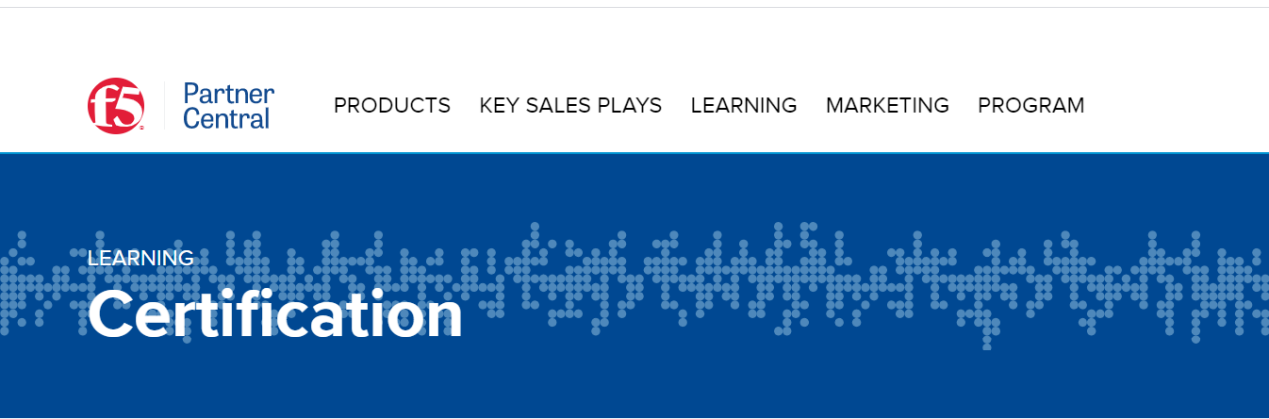 f5
Partner
Central
PRODUCTS KEY SALES PLAYS LEARNING MARKETING PROGRAM
LEARNING
Certification